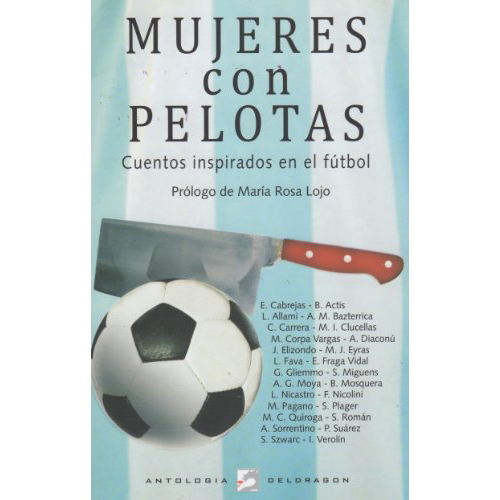 MUJERES
con
PELOTAS
Cuentos inspirados en el fútbol
Prólogo de María Rosa Lojo
E. Cabrejas - B. Actis
L. Allami - A. M. Bazterrica
C. Carrera - M. I. Clucellas
M. Corpa Vargas - A. Diaconú
J. Elizondo - M. J. Eyras
L. Fava - E. Fraga Vidal
G. Gliemmo - S. Miguens
A. G. Moya - B. Mosquera
L. Nicastro - F. Nicolini
M. Pagano - S. Plager
M. C. Quiroga - S. Román
A. Sorrentino - P. Suárez
S. Szwarc - I. Verolín
ANTOLOGIA DELDRAGON